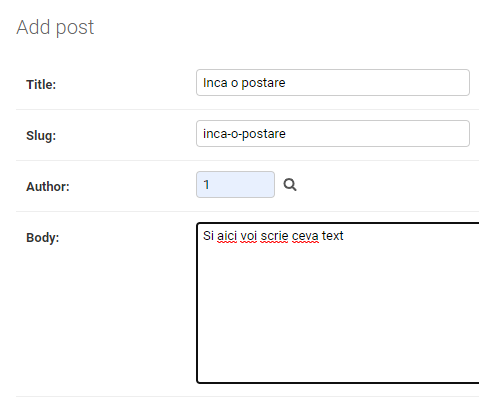 Add post
Title: Inca o postare
Slug: inca-o-postare
Author: 1
Body: Si aici voi scrie ceva text